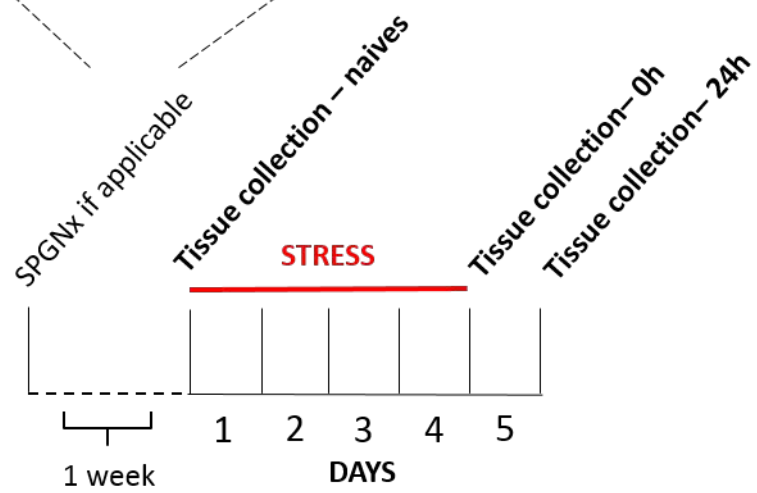 SPGNx if applicable
Tissue collection – naives
STRESS
Tissue collection– 0h
Tissue collection– 24h
1 2 3 4 5
1 week
DAYS